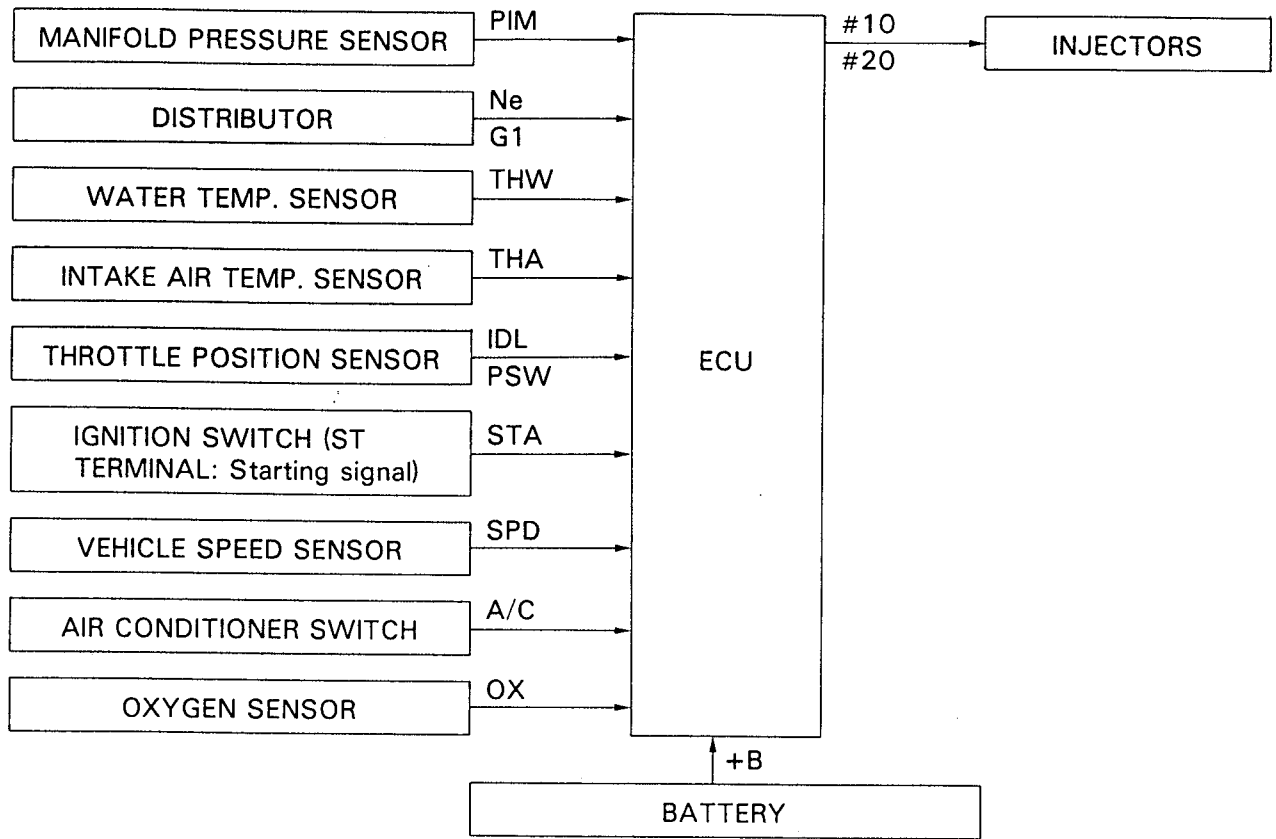 MANIFOLD PRESSURE SENSOR
PIM
DISTRIBUTOR
Ne
G1
WATER TEMP. SENSOR
THW
INTAKE AIR TEMP. SENSOR
THA
THROTTLE POSITION SENSOR
IDL
PSW
IGNITION SWITCH (ST
TERMINAL: Starting signal)
STA
VEHICLE SPEED SENSOR
SPD
AIR CONDITIONER SWITCH
A/C
OXYGEN SENSOR
OX
ECU
#10
#20
INJECTORS
+B
BATTERY